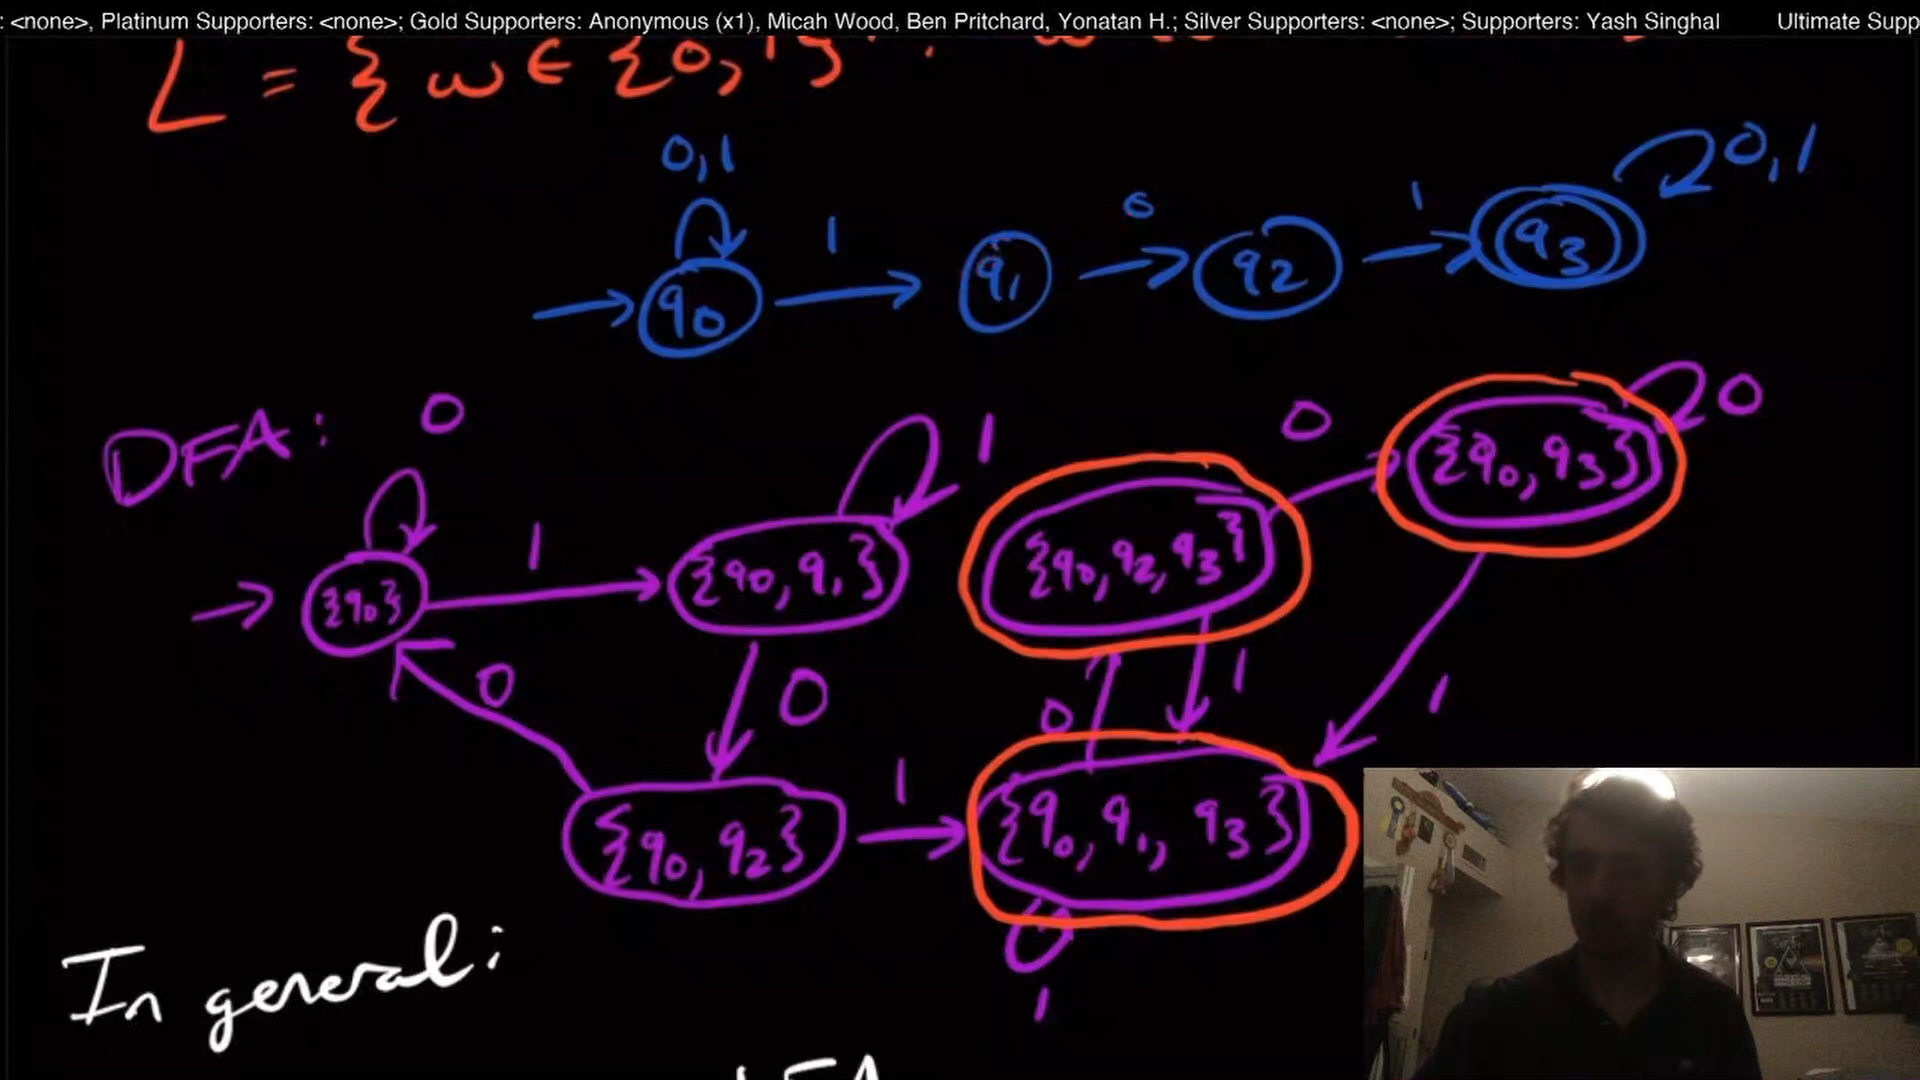 : <none>, Platinum Supporters: <none>; Gold Supporters: Anonymous (x1), Micah Wood, Ben Pritchard, Yonatan H.; Silver Supporters: <none>; Supporters: Yash Singhal Ultimate Supp
L = {w ∈ {0,1}
0,1
1
0
1
0,1
q0
q1
q2
q3
DFA:
0
1
0
0
{q0, q3}
1
{q0}
{q0, q1}
{q0, q2, q3}
0
0
0
1
1
1
{q0, q2}
{q0, q1, q3}
1
In general: